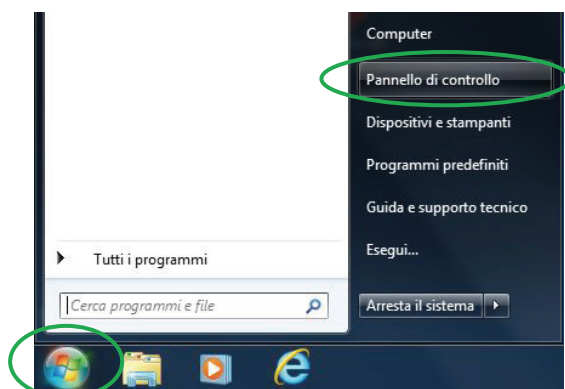 Computer
Pannello di controllo
Dispositivi e stampanti
Programmi predefiniti
Guida e supporto tecnico
Esegui...
Tutti i programmi
Cerca programmi e file
Arresta il sistema